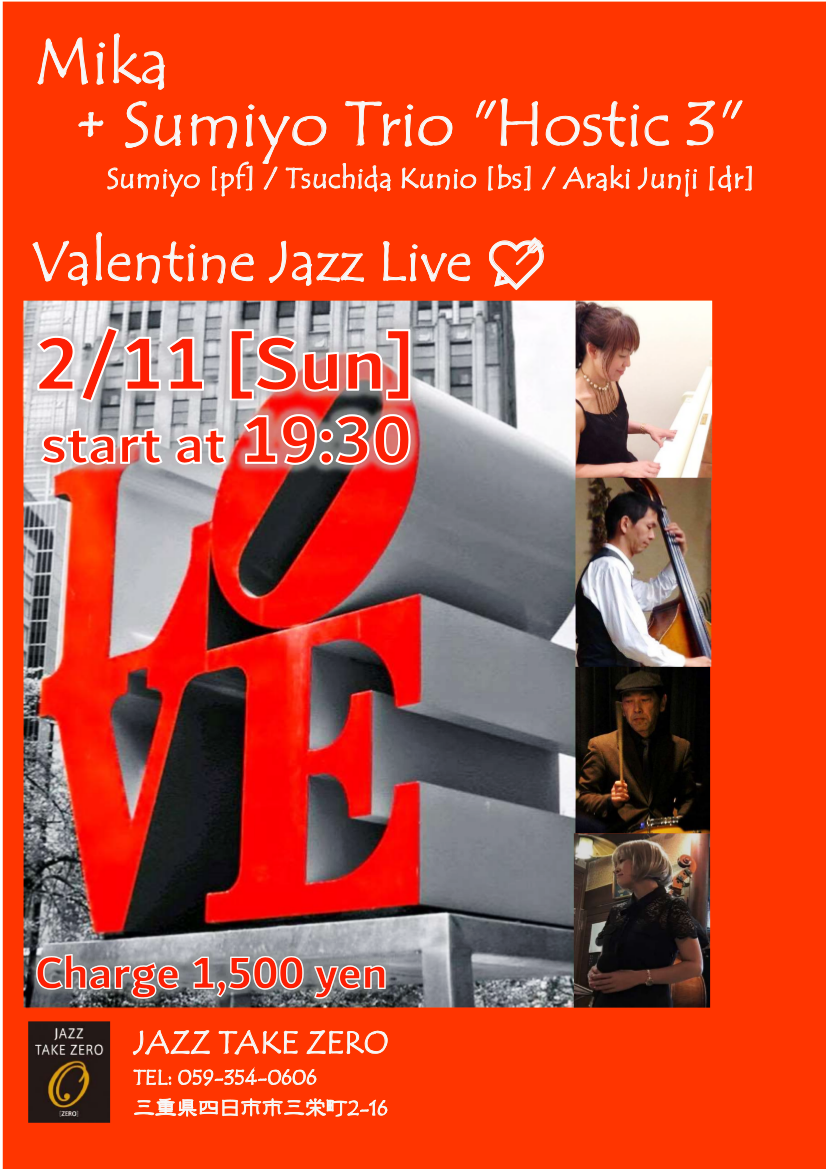 Mika
+ Sumiyo Trio "Hostic 3"
Sumiyo [pf] / Tsuchida Kunio [bs] / Araki Junji [dr]
Valentine Jazz Live
2/11 [Sun]
start at 19:30
LO
VE
Charge 1,500 yen
JAZZ
TAKE ZERO
[ZERO]
JAZZ TAKE ZERO
TEL: 059-354-0606
三重県四日市市三栄町2-16